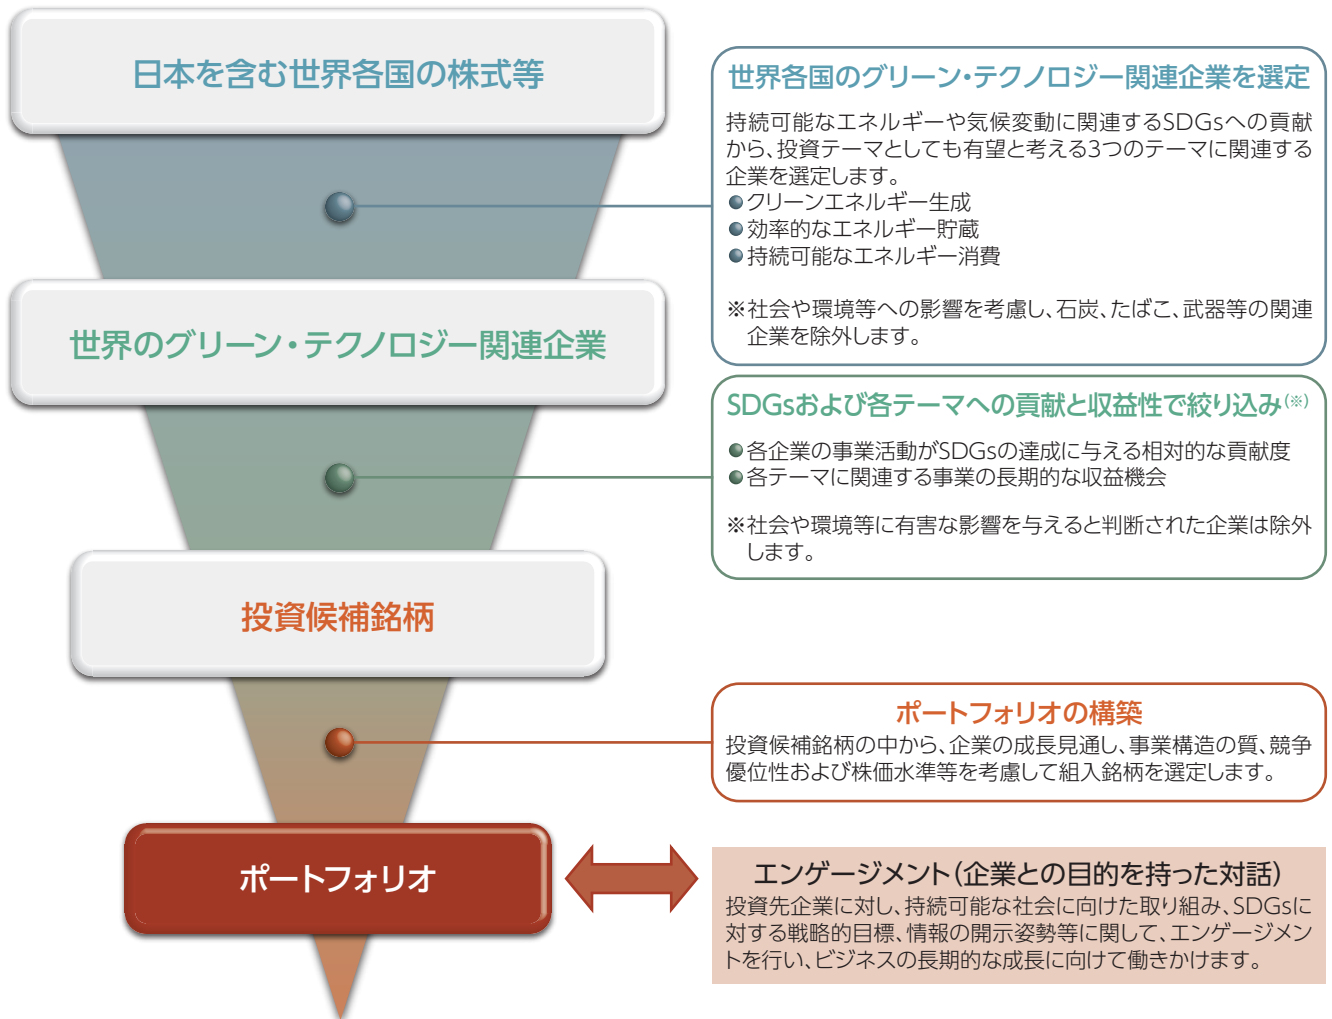 日本を含む世界各国の株式等
世界各国のグリーン・テクノロジー関連企業を選定
持続可能なエネルギーや気候変動に関連するSDGsへの貢献
から、投資テーマとしても有望と考える3つのテーマに関連する
企業を選定します。
●クリーンエネルギー生成
●効率的なエネルギー貯蔵
●持続可能なエネルギー消費
※社会や環境等への影響を考慮し、石炭、たばこ、武器等の関連
企業を除外します。
世界のグリーン・テクノロジー関連企業
SDGsおよび各テーマへの貢献と収益性で絞り込み(※)
●各企業の事業活動がSDGsの達成に与える相対的な貢献度
●各テーマに関連する事業の長期的な収益機会
※社会や環境等に有害な影響を与えると判断された企業は除外
します。
投資候補銘柄
ポートフォリオの構築
投資候補銘柄の中から、企業の成長見通し、事業構造の質、競争
優位性および株価水準等を考慮して組入銘柄を選定します。
ポートフォリオ
エンゲージメント(企業との目的を持った対話)
投資先企業に対し、持続可能な社会に向けた取り組み、SDGsに
対する戦略的目標、情報の開示姿勢等に関して、エンゲージメン
トを行い、ビジネスの長期的な成長に向けて働きかけます。